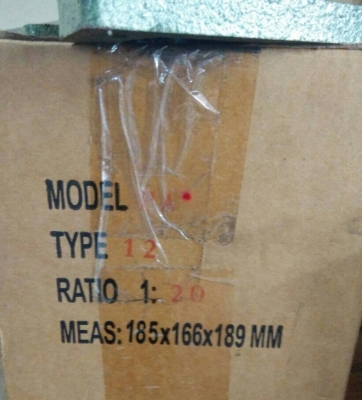 MODEL
TYPE 12
RATIO 1: 20
MEAS: 185x166x189 MM